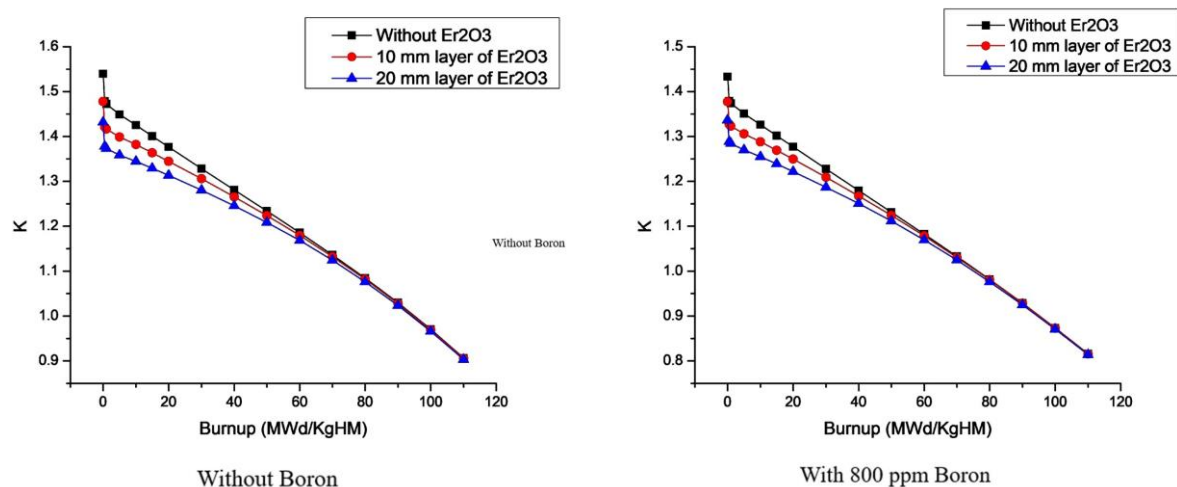 Without Er2O3
10 mm layer of Er2O3
20 mm layer of Er2O3
1.6
1.5
1.4
1.3
1.2
1.1
1.0
0.9
K
0 20 40 60 80 100 120
Burnup (MWd/KgHM)
Without Boron
Without Boron
Without Er2O3
10 mm layer of Er2O3
20 mm layer of Er2O3
1.5
1.4
1.3
1.2
1.1
1.0
0.9
0.8
K
0 20 40 60 80 100 120
Burnup (MWd/KgHM)
With 800 ppm Boron